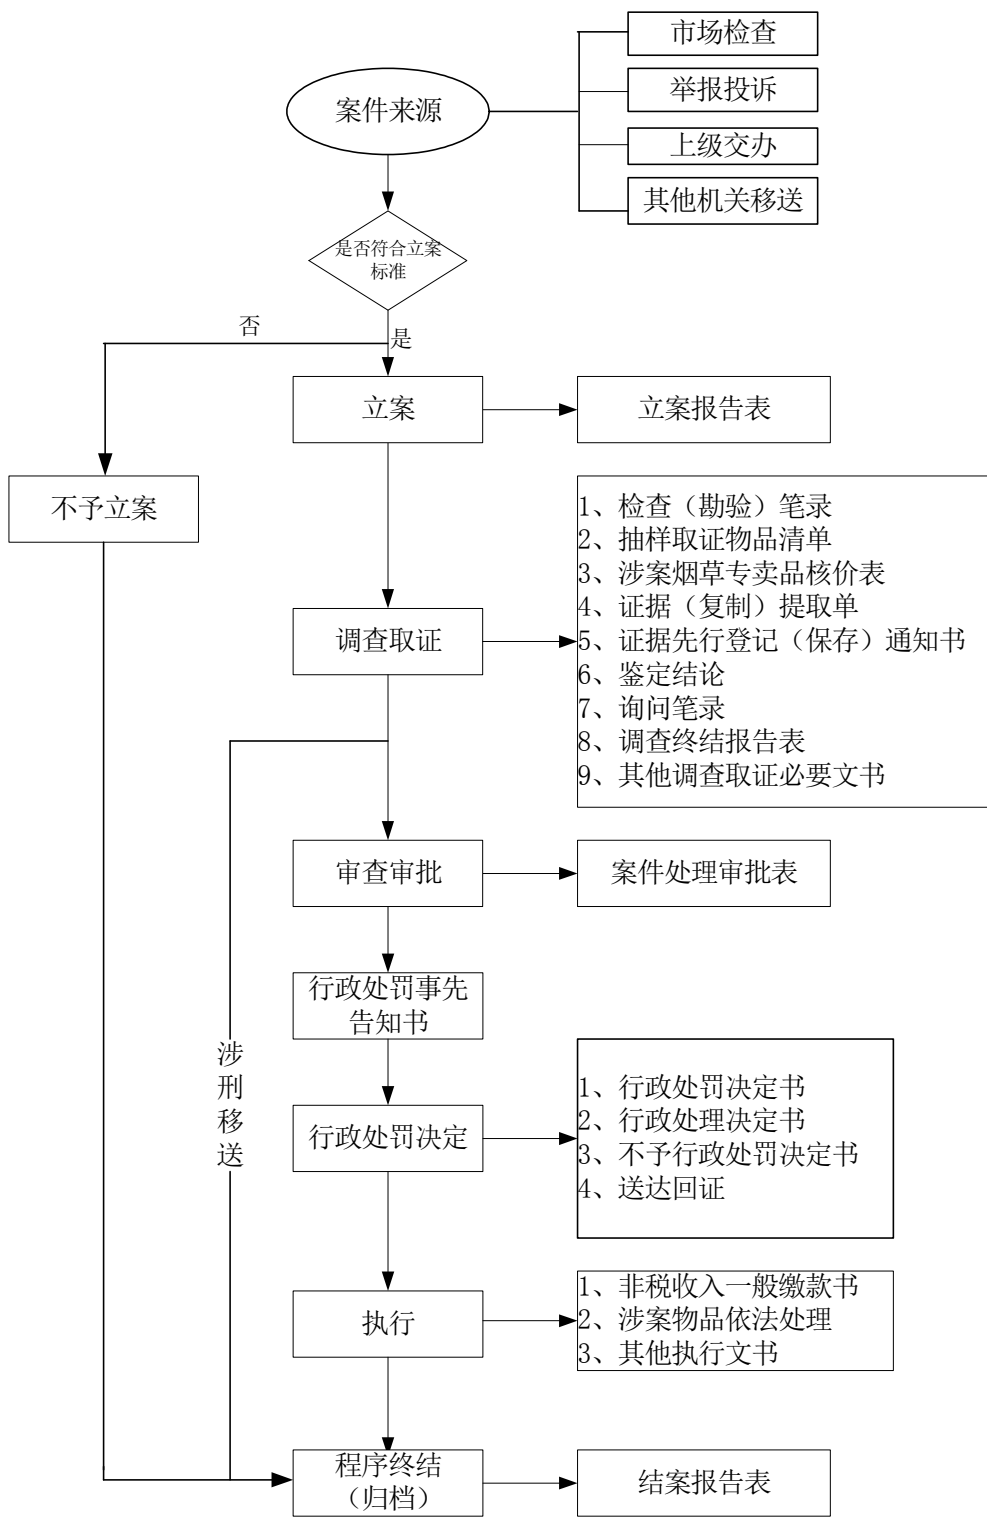 市场检查
举报投诉
案件来源
上级交办
其他机关移送
是否符合立案
标准
否
是
立案
立案报告表
不予立案
1、检查（勘验）笔录
2、抽样取证物品清单
3、涉案烟草专卖品核价表
4、证据（复制）提取单
5、证据先行登记（保存）通知书
6、鉴定结论
7、询问笔录
8、调查终结报告表
9、其他调查取证必要文书
调查取证
审查审批
案件处理审批表
行政处罚事先
告知书
涉刑移送
行政处罚决定
1、行政处罚决定书
2、行政处理决定书
3、不予行政处罚决定书
4、送达回证
执行
1、非税收入一般缴款书
2、涉案物品依法处理
3、其他执行文书
程序终结
（归档）
结案报告表